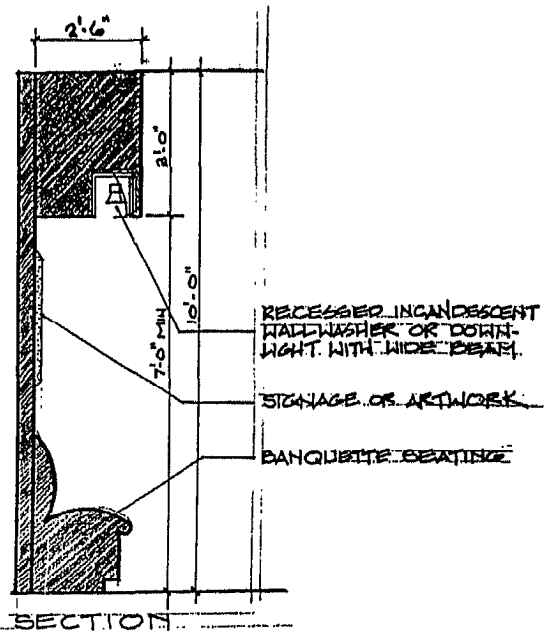 2'-6"
3'-0"
10'-0"
7'-0" MIN
RECESSED INCANDESCENT
WALLWASHER OR DOWN-
LIGHT WITH WIDE BEAM.
SIGNAGE OR ARTWORK.
BANQUETTE SEATING
SECTION